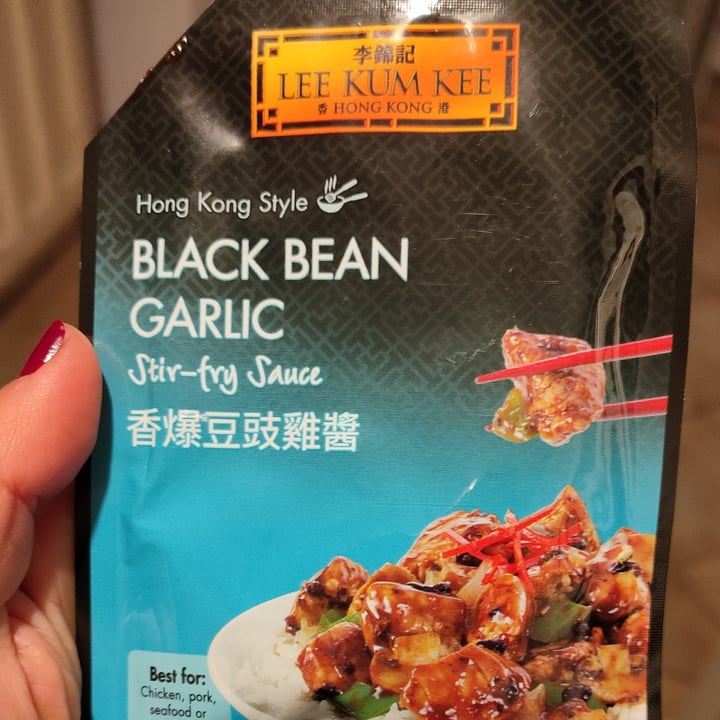 李錦記
LEE KUM KEE
香 HONG KONG 港
Hong Kong Style
BLACK BEAN
GARLIC
Stir-fry Sauce
香爆豆豉雞醬
Best for:
Chicken, pork,
seafood or